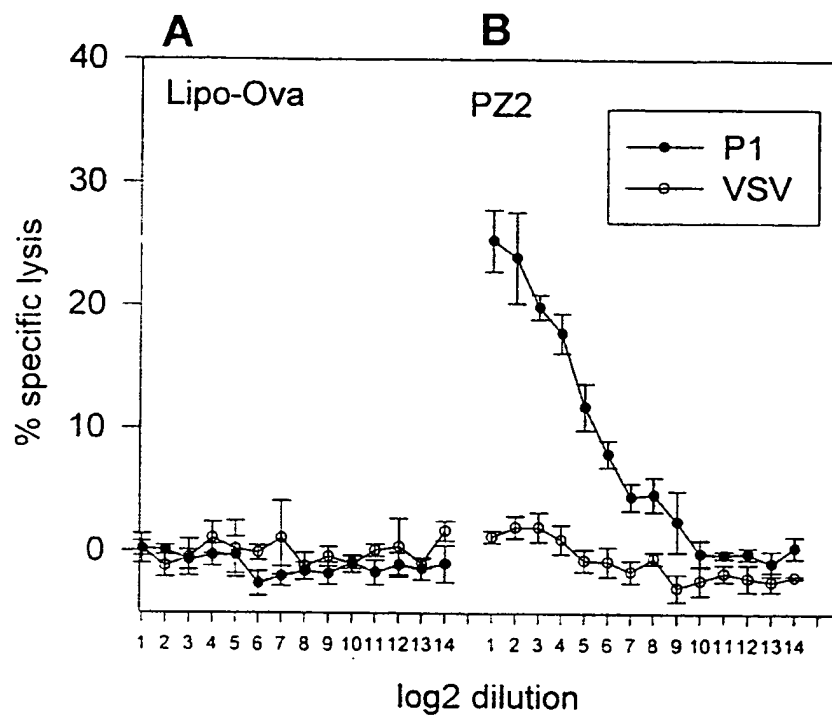 A B
40
Lipo-Ova PZ2
P1
VSV
30
20
10
0
% specific lysis
1 2 3 4 5 6 7 8 9 10 11 12 13 14 1 2 3 4 5 6 7 8 9 10 11 12 13 14
log2 dilution